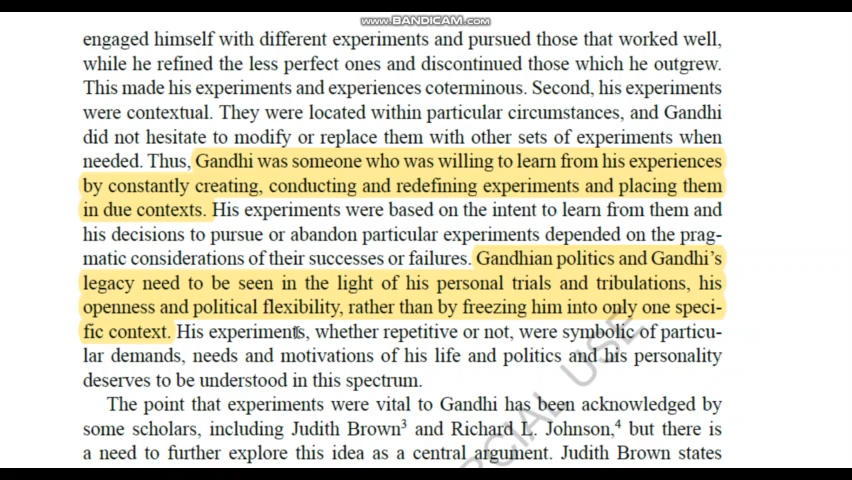 www.BANDICAM.com
engaged himself with different experiments and pursued those that worked well,
while he refined the less perfect ones and discontinued those which he outgrew.
This made his experiments and experiences coterminous. Second, his experiments
were contextual. They were located within particular circumstances, and Gandhi
did not hesitate to modify or replace them with other sets of experiments when
needed. Thus, Gandhi was someone who was willing to learn from his experiences
by constantly creating, conducting and redefining experiments and placing them
in due contexts. His experiments were based on the intent to learn from them and
his decisions to pursue or abandon particular experiments depended on the prag-
matic considerations of their successes or failures. Gandhian politics and Gandhi's
legacy need to be seen in the light of his personal trials and tribulations, his
openness and political flexibility, rather than by freezing him into only one speci-
fic context. His experiments, whether repetitive or not, were symbolic of particu-
lar demands, needs and motivations of his life and politics and his personality
deserves to be understood in this spectrum.
The point that experiments were vital to Gandhi has been acknowledged by
some scholars, including Judith Brown³ and Richard L. Johnson,⁴ but there is
a need to further explore this idea as a central argument. Judith Brown states
USE